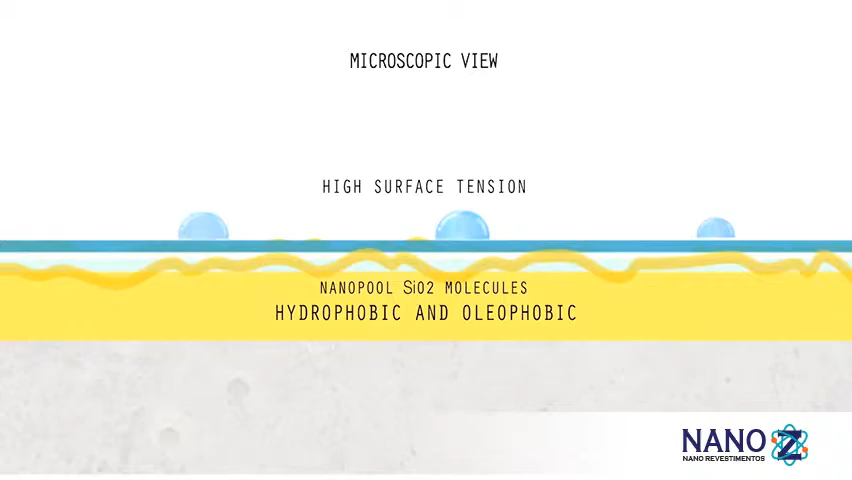 MICROSCOPIC VIEW
HIGH SURFACE TENSION
NANOPOOL SiO2 MOLECULES
HYDROPHOBIC AND OLEOPHOBIC
NANO Z
NANO REVESTIMENTOS